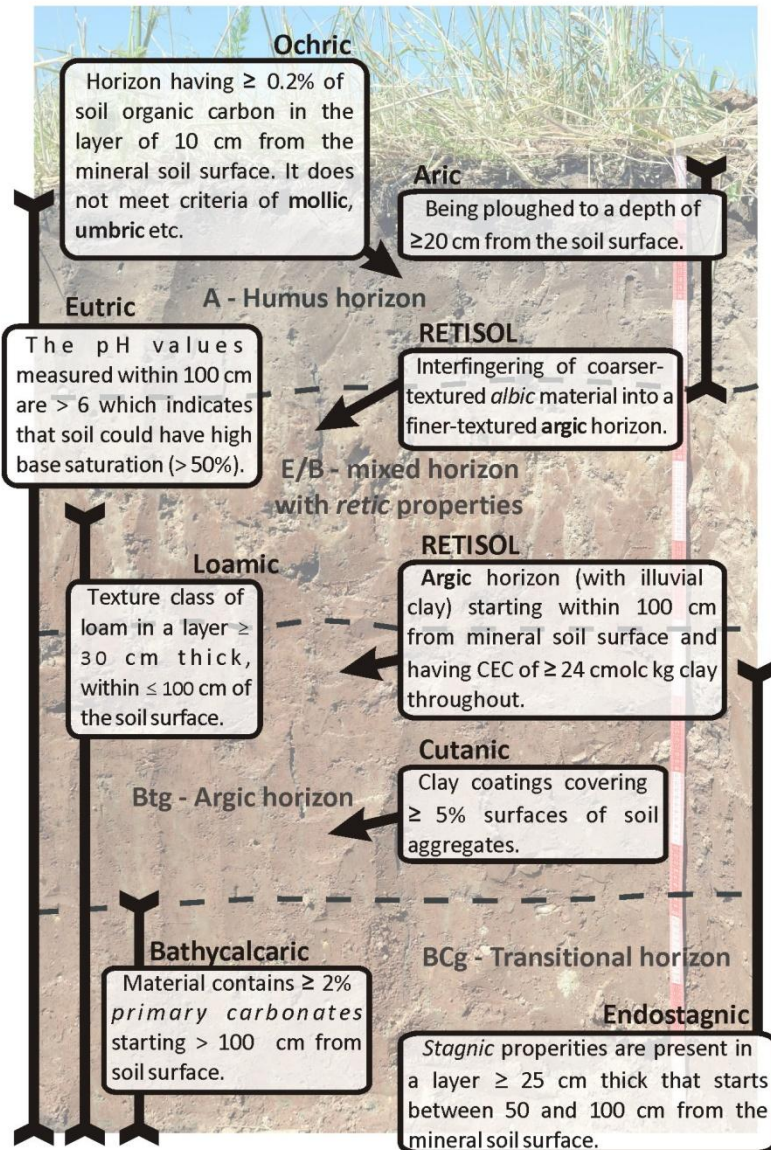 Ochric
Horizon having ≥ 0.2% of
soil organic carbon in the
layer of 10 cm from the
mineral soil surface. It does
not meet criteria of mollic,
umbric etc.
Aric
Being ploughed to a depth of
≥20 cm from the soil surface.
A - Humus horizon
Eutric
The pH values
measured within 100 cm
are > 6 which indicates
that soil could have high
base saturation (> 50%).
RETISOL
Interfingering of coarser-
textured albic material into a
finer-textured argic horizon.
E/B - mixed horizon
with retic properties
Loamic
Texture class of
loam in a layer ≥
30 cm thick,
within ≤ 100 cm of
the soil surface.
RETISOL
Argic horizon (with illuvial
clay) starting within 100 cm
from mineral soil surface and
having CEC of ≥ 24 cmolc kg clay
throughout.
Cutanic
Clay coatings covering
≥ 5% surfaces of soil
aggregates.
Btg - Argic horizon
Bathycalcaric
Material contains ≥ 2%
primary carbonates
starting > 100 cm from
soil surface.
BCg - Transitional horizon
Endostagnic
Stagnic properities are present in
a layer ≥ 25 cm thick that starts
between 50 and 100 cm from the
mineral soil surface.